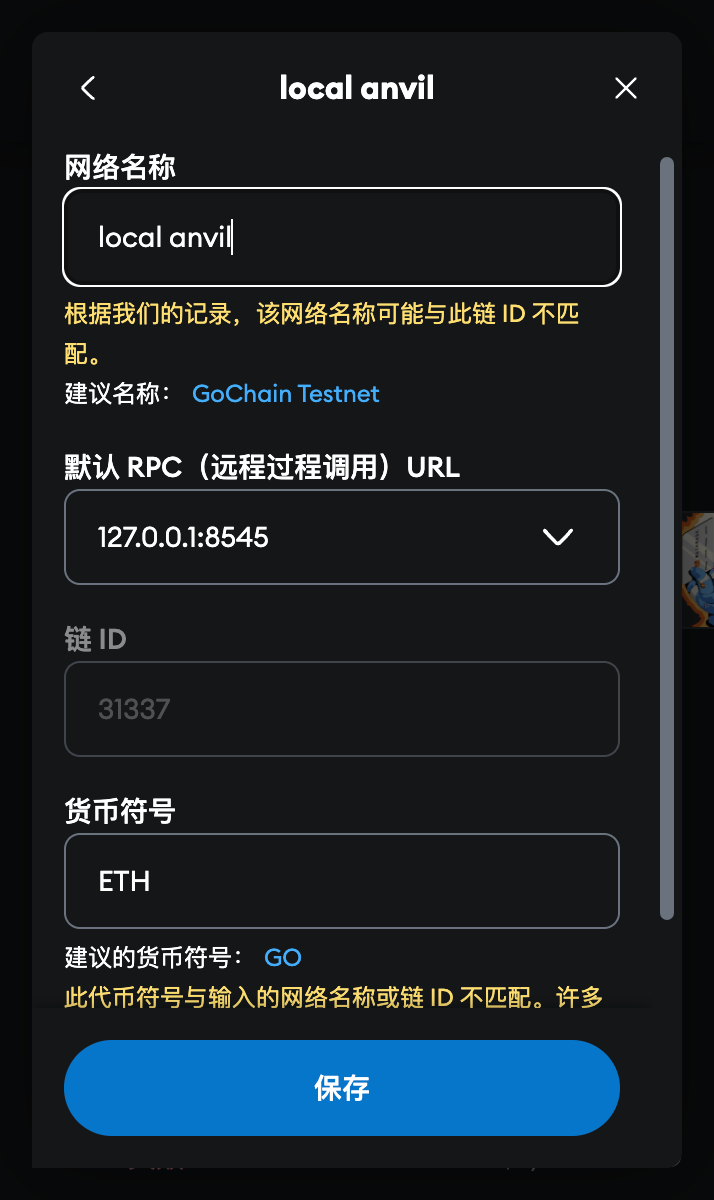 local anvil
网络名称
local anvil
根据我们的记录，该网络名称可能与此链 ID 不匹
配。
建议名称： GoChain Testnet
默认 RPC（远程过程调用）URL
127.0.0.1:8545
链 ID
31337
货币符号
ETH
建议的货币符号： GO
此代币符号与输入的网络名称或链 ID 不匹配。许多
保存